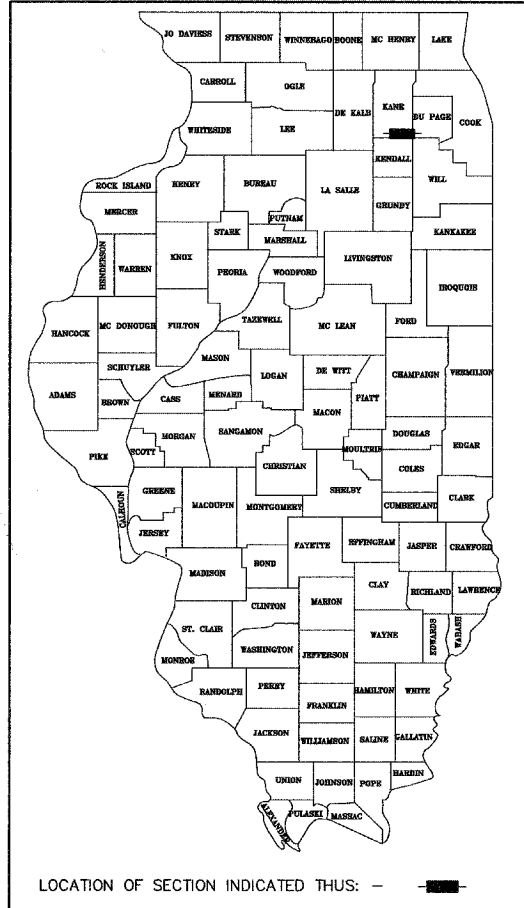 JO DAVIESS STEVENSON WINNEBAGO BOONE MC HENRY LAKE
CARROLL OGLE DE KALB KANE DU PAGE COOK
WHITESIDE LEE KENDALL WILL
ROCK ISLAND HENRY BUREAU LA SALLE GRUNDY
MERCER PUTNAM KANKAKEE
STARK MARSHALL
HENDERSON WARREN KNOX PEORIA WOODFORD LIVINGSTON IROQUOIS
HANCOCK MC DONOUGH FULTON TAZEWELL MC LEAN FORD
SCHUYLER MASON LOGAN DE WITT CHAMPAIGN VERMILION
ADAMS BROWN CASS MENARD MACON PIATT
MORGAN SANGAMON MOULTRIE DOUGLAS EDGAR
PIKE SCOTT CHRISTIAN COLES
GREENE MACOUPIN SHELBY CUMBERLAND CLARK
CALHOUN JERSEY MONTGOMERY
FAYETTE EFFINGHAM JASPER CRAWFORD
MADISON BOND CLAY RICHLAND LAWRENCE
CLINTON MARION
ST. CLAIR WAYNE EDWARDS WABASH
WASHINGTON JEFFERSON
MONROE
RANDOLPH PERRY HAMILTON WHITE
FRANKLIN
JACKSON WILLIAMSON SALINE GALLATIN
UNION JOHNSON POPE HARDIN
ALEXANDER PULASKI MASSAC
LOCATION OF SECTION INDICATED THUS: -